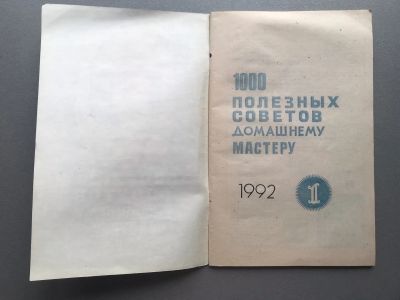 1000
ПОЛЕЗНЫХ
СОВЕТОВ
ДОМАШНЕМУ
МАСТЕРУ
1992 1